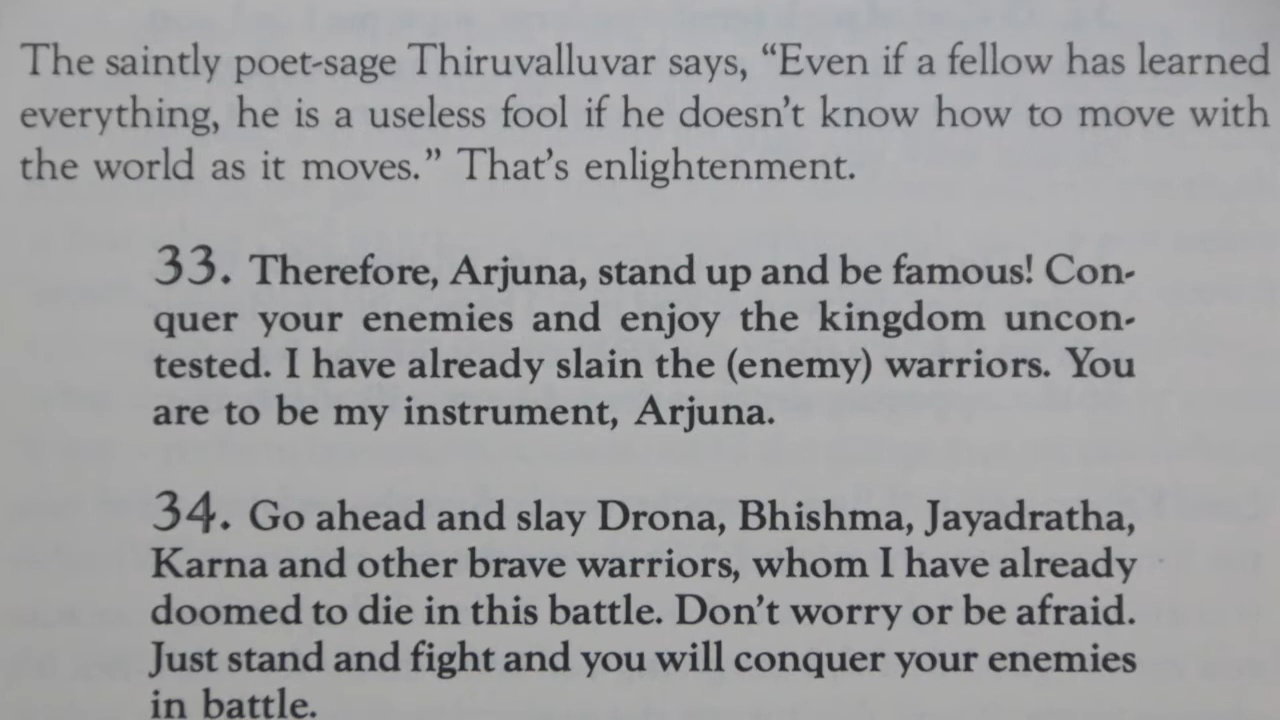 The saintly poet-sage Thiruvalluvar says, “Even if a fellow has learned
everything, he is a useless fool if he doesn’t know how to move with
the world as it moves.” That’s enlightenment.
33. Therefore, Arjuna, stand up and be famous! Con-
quer your enemies and enjoy the kingdom uncon-
tested. I have already slain the (enemy) warriors. You
are to be my instrument, Arjuna.
34. Go ahead and slay Drona, Bhishma, Jayadratha,
Karna and other brave warriors, whom I have already
doomed to die in this battle. Don’t worry or be afraid.
Just stand and fight and you will conquer your enemies
in battle.